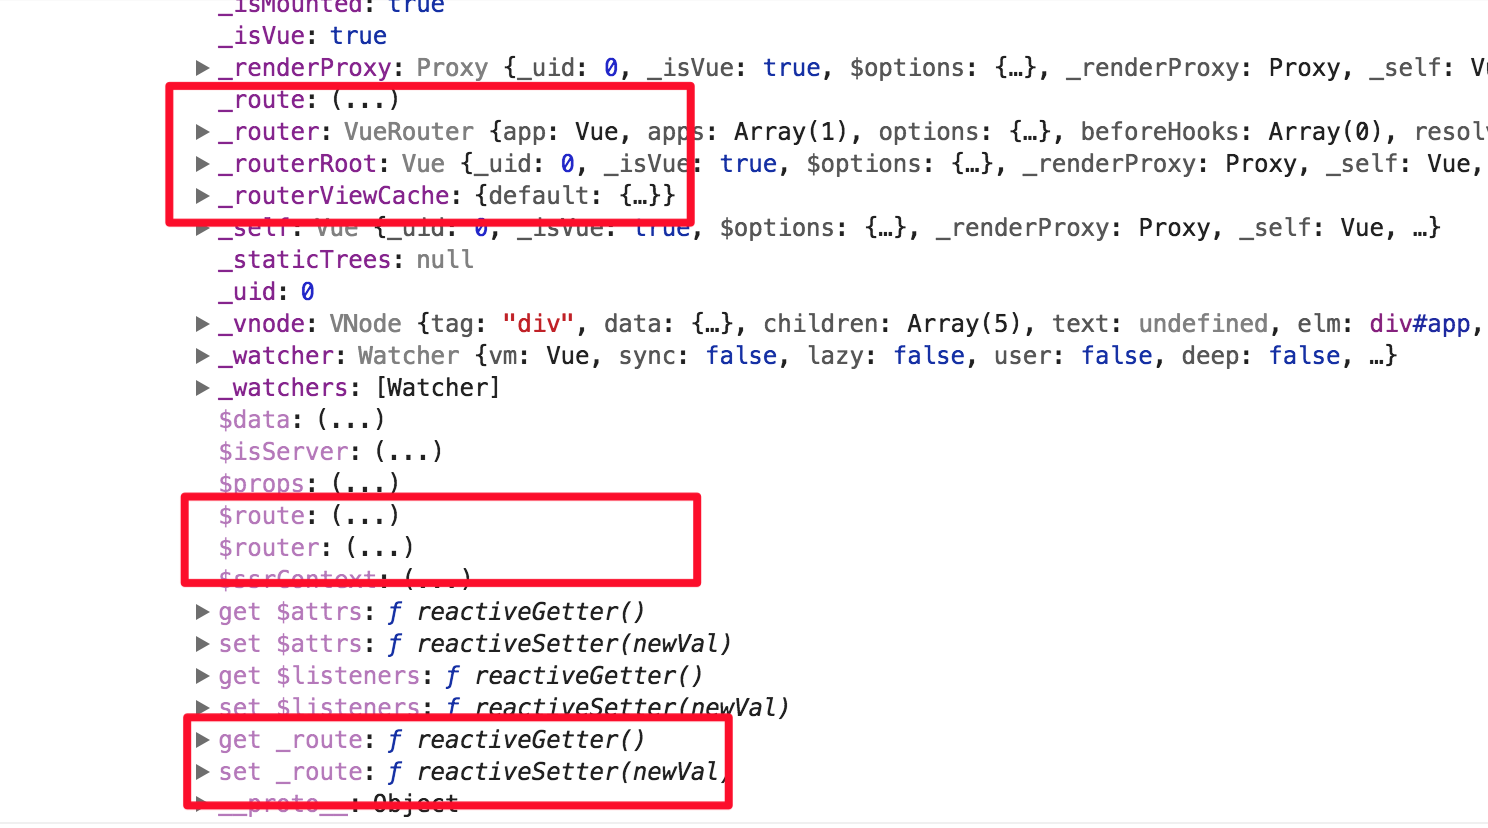 _isMounted: true
_isVue: true
_renderProxy: Proxy {_uid: 0, _isVue: true, $options: {…}, _renderProxy: Proxy, _self: Vu
_route: (...)
_router: VueRouter {app: Vue, apps: Array(1), options: {…}, beforeHooks: Array(0), resolv
_routerRoot: Vue {_uid: 0, _isVue: true, $options: {…}, _renderProxy: Proxy, _self: Vue,
_routerViewCache: {default: {…}}
_self: Vue {_uid: 0, _isVue: true, $options: {…}, _renderProxy: Proxy, _self: Vue, …}
_staticTrees: null
_uid: 0
_vnode: VNode {tag: "div", data: {…}, children: Array(5), text: undefined, elm: div#app,
_watcher: Watcher {vm: Vue, sync: false, lazy: false, user: false, deep: false, …}
_watchers: [Watcher]
$data: (...)
$isServer: (...)
$props: (...)
$route: (...)
$router: (...)
$ssrContext: (...)
get $attrs: ƒ reactiveGetter()
set $attrs: ƒ reactiveSetter(newVal)
get $listeners: ƒ reactiveGetter()
set $listeners: ƒ reactiveSetter(newVal)
get _route: ƒ reactiveGetter()
set _route: ƒ reactiveSetter(newVal)
__proto__: Object